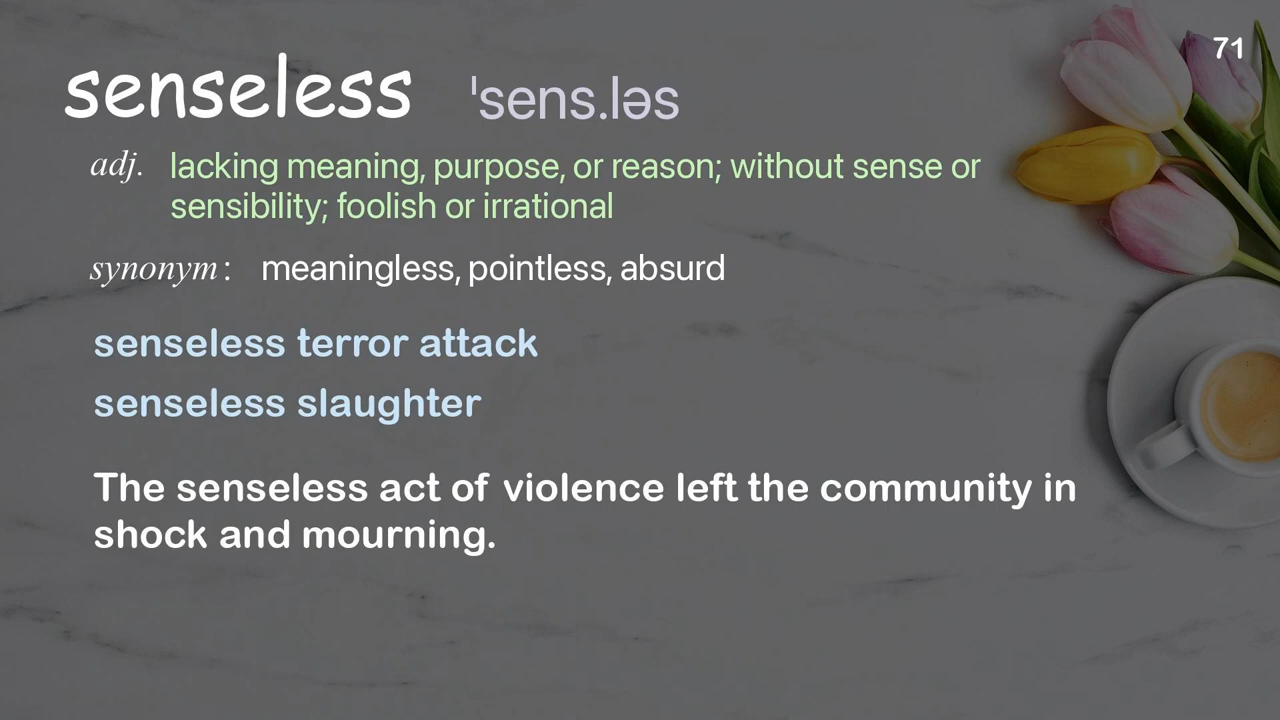 71
senseless ˈsens.ləs
adj. lacking meaning, purpose, or reason; without sense or
sensibility; foolish or irrational
synonym : meaningless, pointless, absurd
senseless terror attack
senseless slaughter
The senseless act of violence left the community in
shock and mourning.